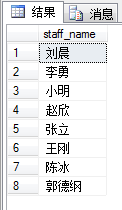 结果 消息
staff_name
1 刘晨
2 李勇
3 小明
4 赵欣
5 张立
6 王刚
7 陈冰
8 郭德纲